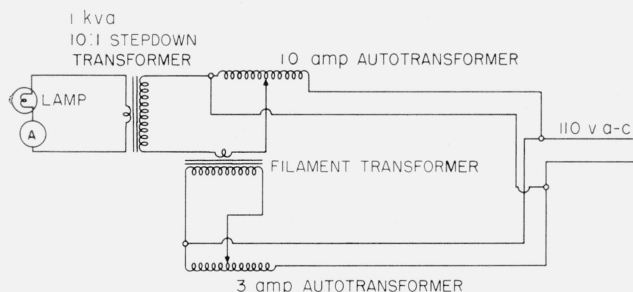 1 kva
10:1 STEPDOWN
TRANSFORMER
10 amp AUTOTRANSFORMER
LAMP
A
110 v a-c
FILAMENT TRANSFORMER
3 amp AUTOTRANSFORMER